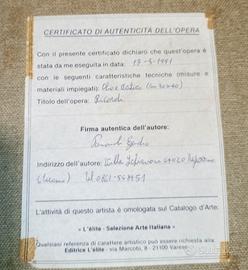 CERTIFICATO DI AUTENTICITÀ DELL'OPERA
Con il presente certificato dichiaro che quest'opera è
stata da me eseguita in data: 13-5-1991
con le seguenti caratteristiche tecniche (misure e
materiali impiegati):
Titolo dell'opera: Ricordi
Firma autentica dell'autore:
Indirizzo dell'autore:
Tel 0861-
L'attività di questo artista è omologata sul Catalogo d'Arte:
« L'élite - Selezione Arte Italiana »
Qualsiasi referenza di carattere artistico può essere richiesta alla:
Editrice L'élite - via Marcobi, 8 - 21100 Varese